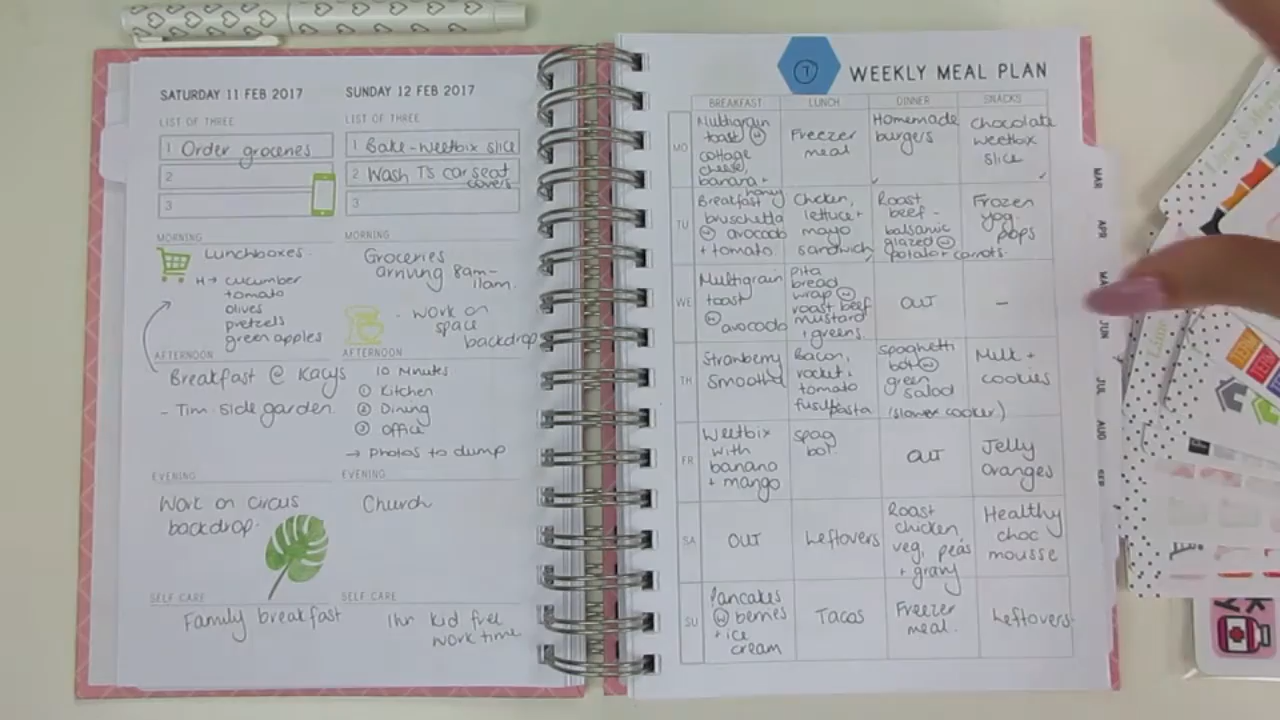 SATURDAY 11 FEB 2017
LIST OF THREE
1 Order groceries
2
3
MORNING
Lunchboxes
H → cucumber
tomato
olives
pretzels
green apples
AFTERNOON
Breakfast @ Kacys
- Tim side garden
EVENING
Work on circus
backdrop.
SELF CARE
Family breakfast
SUNDAY 12 FEB 2017
LIST OF THREE
1 Bake - weetbix slice
2 Wash T's car seat
covers
3
MORNING
Groceries
arriving 8am-
11am.
- Work on
space
backdrop
AFTERNOON
10 Minutes
① Kitchen
② Dining
③ Office
→ Photos to dump
EVENING
Church
SELF CARE
1hr kid free
work time
7
WEEKLY MEAL PLAN
BREAKFAST
LUNCH
DINNER
SNACKS
MO
Multigrain
toast w
cottage
cheese
banana +
honey
Freezer
meal
Homemade
burgers
Chocolate
weetbix
slice
TU
Breakfast
bruschetta
w avocado
+ tomato
Chicken,
lettuce +
mayo
sandwich
Roast
beef -
balsamic
glazed w
potato + carrots.
Frozen
yog.
pops
WE
Multigrain
toast
w avocado
Pita
bread
wrap w
roast beef
mustard
+ greens
OUT
-
TH
Strawberry
smoothie
Bacon,
rocket +
tomato
fusilli pasta
Spaghetti
bol w
green
salad
(slower cooker)
Milk +
cookies
FR
Weetbix
with
banana
+ mango
Spag
bol.
OUT
Jelly
oranges
SA
OUT
Leftovers
Roast
chicken,
veg, peas
+ gravy
Healthy
choc
mousse
SU
Pancakes
w berries
+ ice
cream
Tacos
Freezer
meal.
Leftovers
MAR
APR
MA
JUN
JUL
AUG